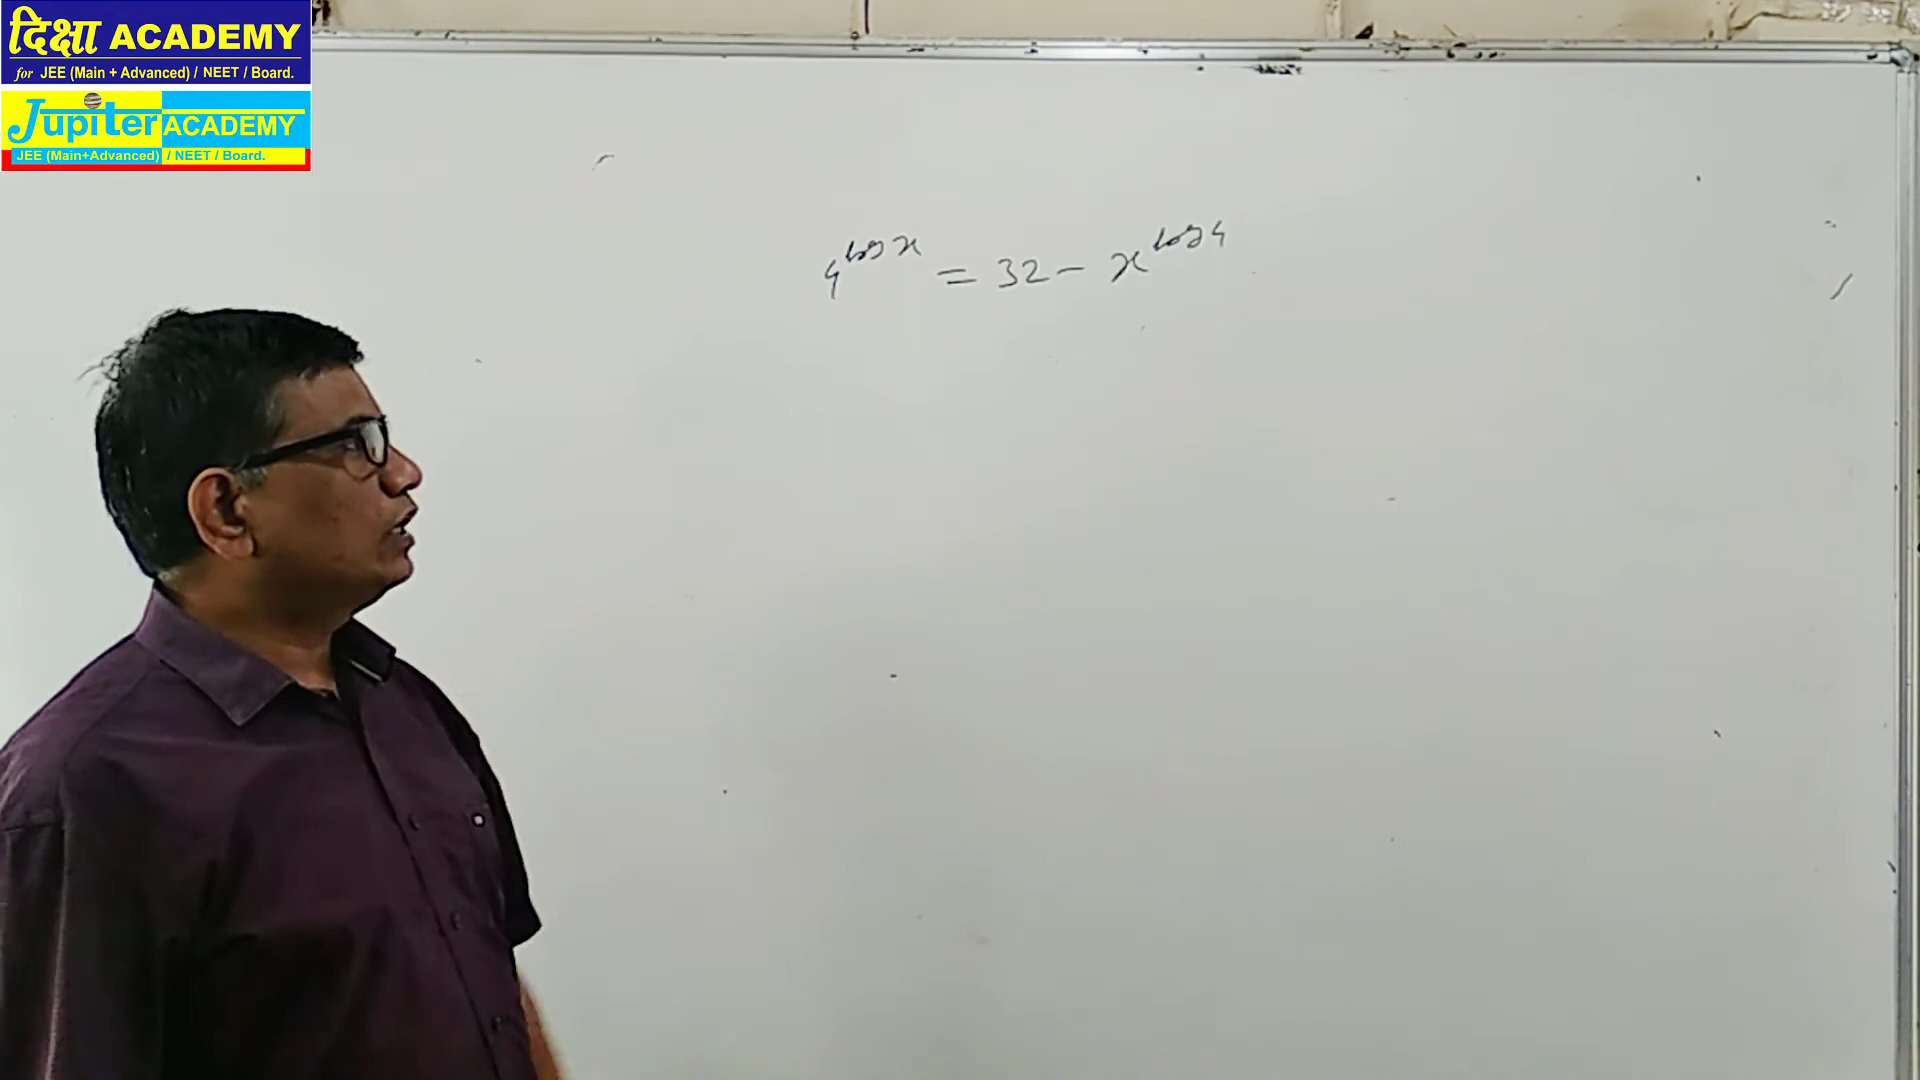 दिक्षा ACADEMY
for JEE (Main + Advanced) / NEET / Board.
Jupiter ACADEMY
JEE (Main+Advanced) / NEET / Board.
4^{log x} = 32 - x^{log 4}